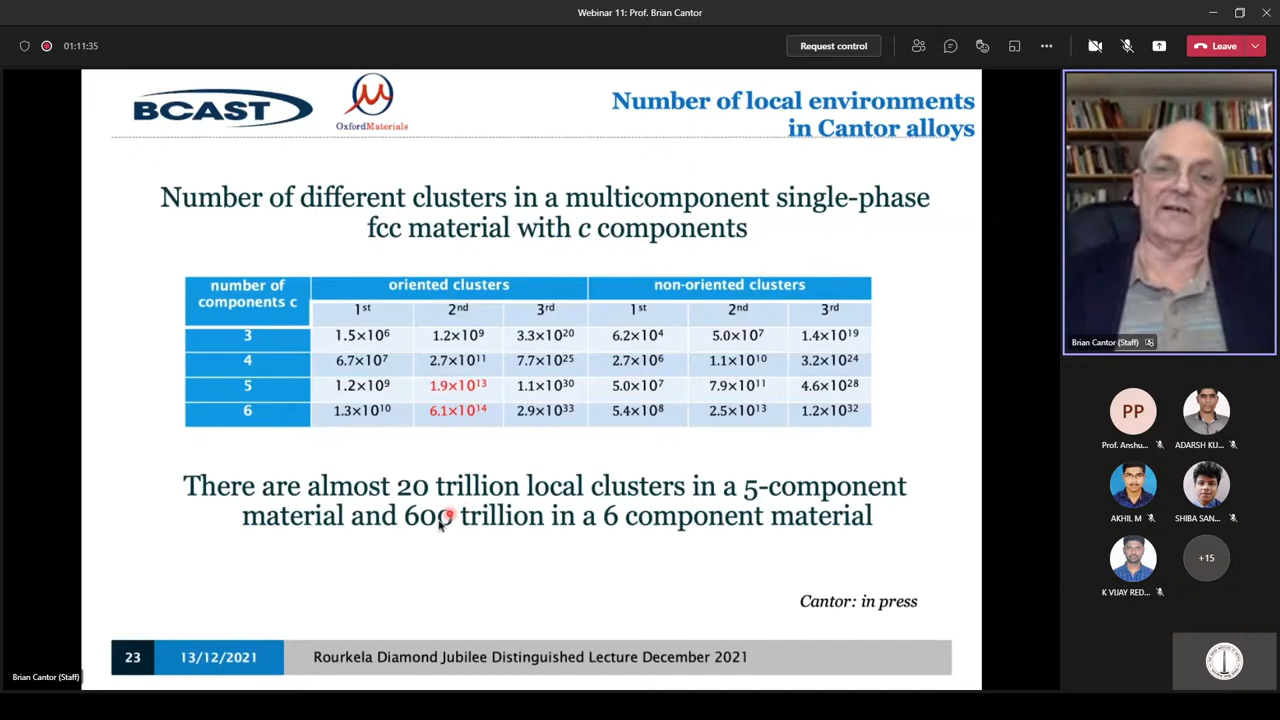 Webinar 11: Prof. Brian Cantor
01:11:35
Request control
Leave
BCAST
OxfordMaterials
Number of local environments
in Cantor alloys
Number of different clusters in a multicomponent single-phase
fcc material with c components
number of components c | oriented clusters | non-oriented clusters
1st 2nd 3rd 1st 2nd 3rd
3 1.5×10⁶ 1.2×10⁹ 3.3×10²⁰ 6.2×10⁴ 5.0×10⁷ 1.4×10¹⁹
4 6.7×10⁷ 2.7×10¹¹ 7.7×10²⁵ 2.7×10⁶ 1.1×10¹⁰ 3.2×10²⁴
5 1.2×10⁹ 1.9×10¹³ 1.1×10³⁰ 5.0×10⁷ 7.9×10¹¹ 4.6×10²⁸
6 1.3×10¹⁰ 6.1×10¹⁴ 2.9×10³³ 5.4×10⁸ 2.5×10¹³ 1.2×10³²
There are almost 20 trillion local clusters in a 5-component
material and 600 trillion in a 6 component material
Cantor: in press
23 13/12/2021 Rourkela Diamond Jubilee Distinguished Lecture December 2021
Brian Cantor (Staff)
Brian Cantor (Staff)
PP
Prof. Anshu...
ADARSH KU...
AKHIL M
SHIBA SAN...
K VIJAY RED...
+15